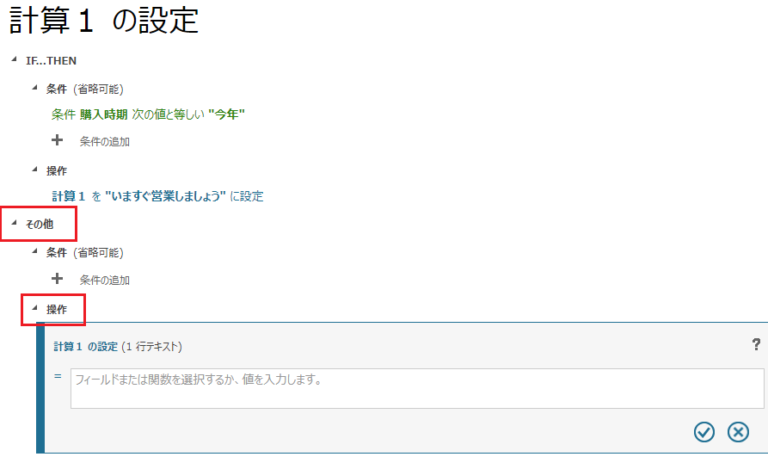 計算１ の設定
IF...THEN
条件 (省略可能)
条件 購入時期 次の値と等しい "今年"
条件の追加
操作
計算１ を "いますぐ営業しましょう" に設定
その他
条件 (省略可能)
条件の追加
操作
計算１ の設定 (1 行テキスト)
?
= フィールドまたは関数を選択するか、値を入力します。